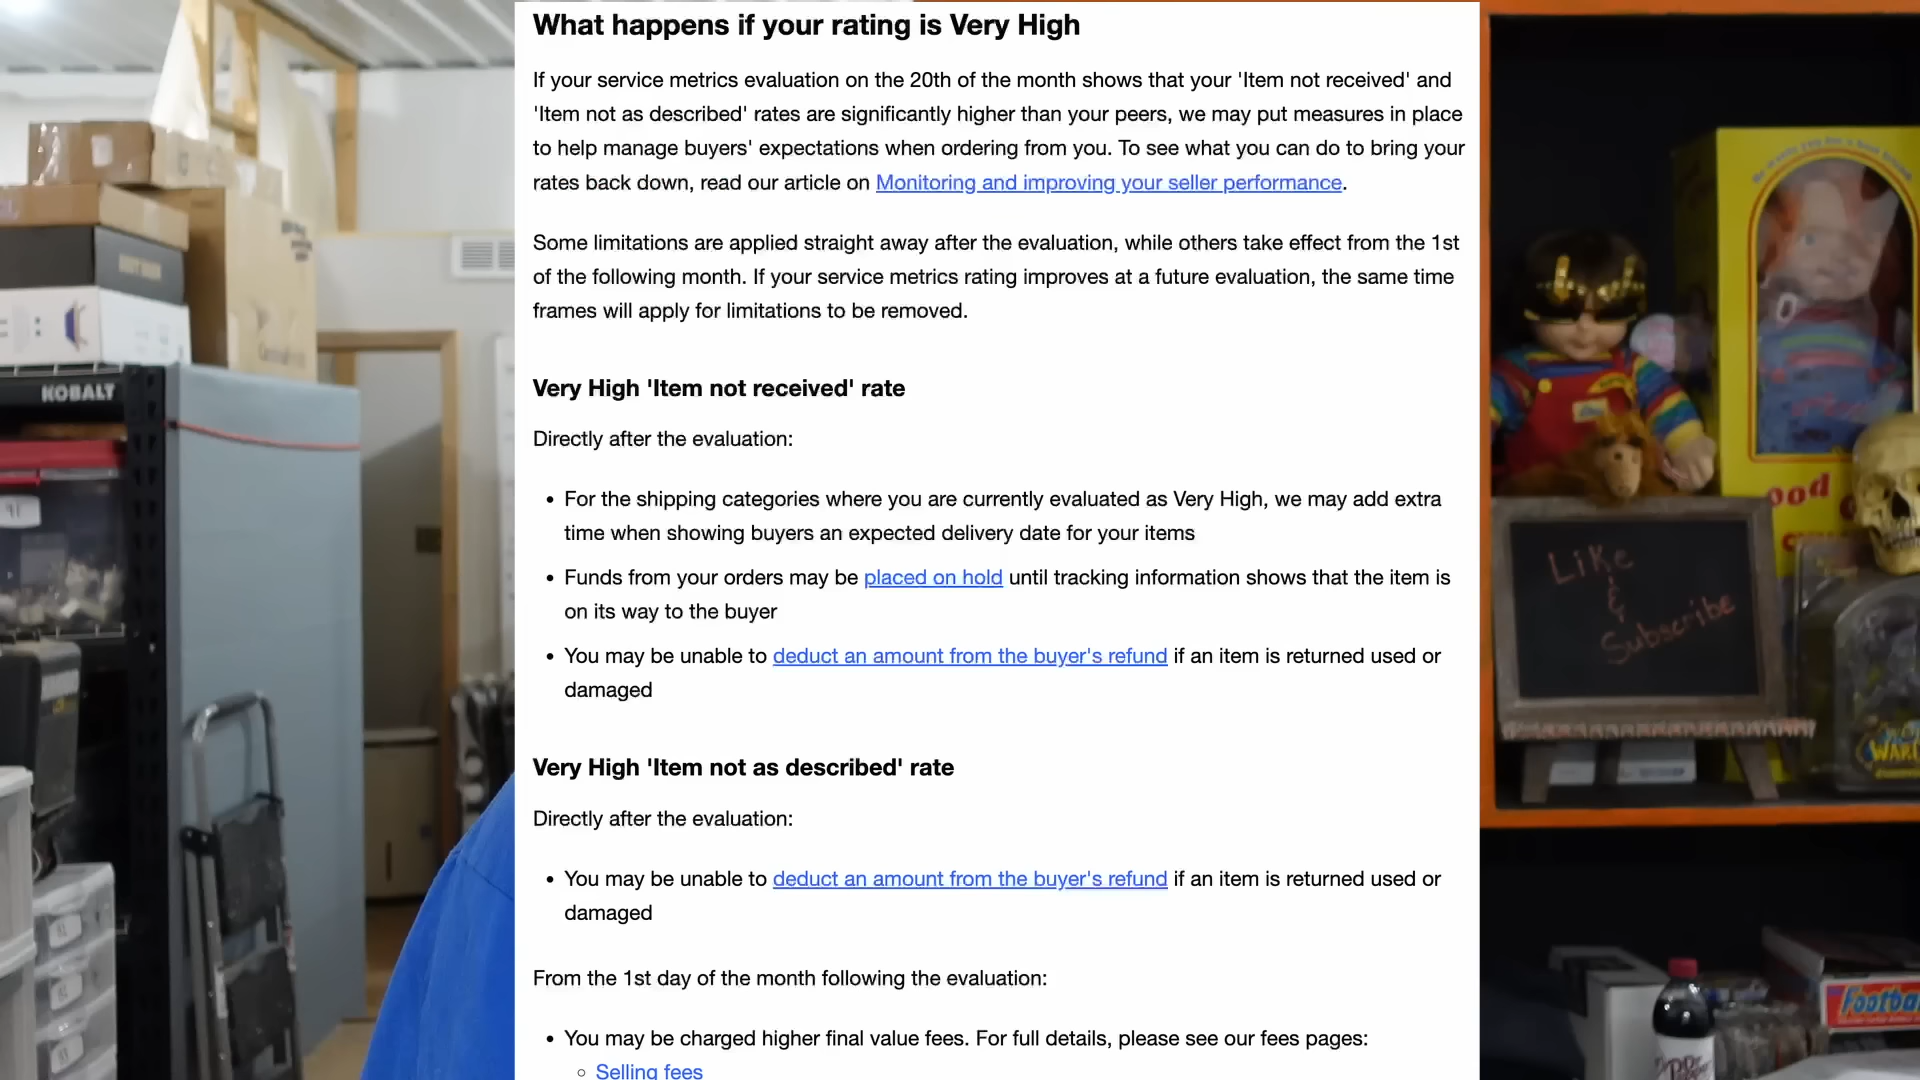 What happens if your rating is Very High
If your service metrics evaluation on the 20th of the month shows that your 'Item not received' and
'Item not as described' rates are significantly higher than your peers, we may put measures in place
to help manage buyers' expectations when ordering from you. To see what you can do to bring your
rates back down, read our article on Monitoring and improving your seller performance.
Some limitations are applied straight away after the evaluation, while others take effect from the 1st
of the following month. If your service metrics rating improves at a future evaluation, the same time
frames will apply for limitations to be removed.
Very High 'Item not received' rate
Directly after the evaluation:
• For the shipping categories where you are currently evaluated as Very High, we may add extra
time when showing buyers an expected delivery date for your items
• Funds from your orders may be placed on hold until tracking information shows that the item is
on its way to the buyer
• You may be unable to deduct an amount from the buyer's refund if an item is returned used or
damaged
Very High 'Item not as described' rate
Directly after the evaluation:
• You may be unable to deduct an amount from the buyer's refund if an item is returned used or
damaged
From the 1st day of the month following the evaluation:
• You may be charged higher final value fees. For full details, please see our fees pages:
○ Selling fees
KOBALT
91
Like
&
Subscribe
ood
Footba